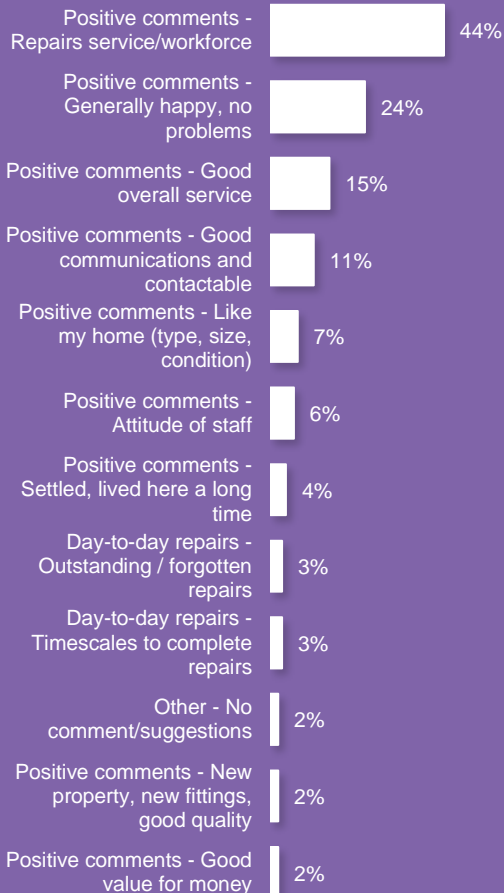 Positive comments -
Repairs service/workforce
44%
Positive comments -
Generally happy, no
problems
24%
Positive comments - Good
overall service
15%
Positive comments - Good
communications and
contactable
11%
Positive comments - Like
my home (type, size,
condition)
7%
Positive comments -
Attitude of staff
6%
Positive comments -
Settled, lived here a long
time
4%
Day-to-day repairs -
Outstanding / forgotten
repairs
3%
Day-to-day repairs -
Timescales to complete
repairs
3%
Other - No
comment/suggestions
2%
Positive comments - New
property, new fittings,
good quality
2%
Positive comments - Good
value for money
2%